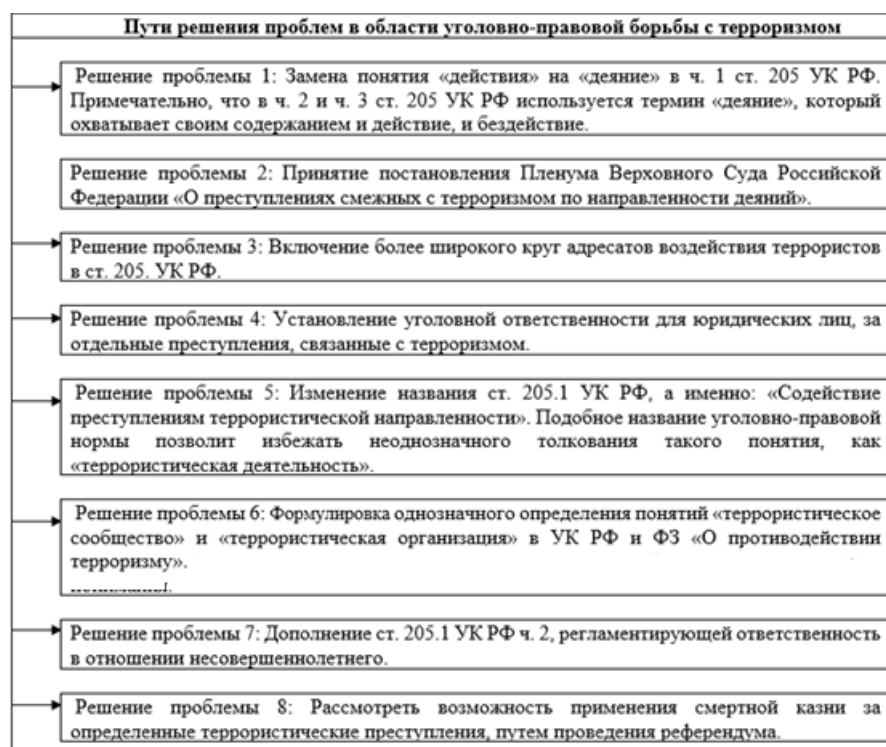 Пути решения проблем в области уголовно-правовой борьбы с терроризмом
Решение проблемы 1: Замена понятия «действия» на «деяние» в ч. 1 ст. 205 УК РФ.
Примечательно, что в ч. 2 и ч. 3 ст. 205 УК РФ используется термин «деяние», который
охватывает своим содержанием и действие, и бездействие.
Решение проблемы 2: Принятие постановления Пленума Верховного Суда Российской
Федерации «О преступлениях смежных с терроризмом по направленности деяний».
Решение проблемы 3: Включение более широкого круг адресатов воздействия террористов
в ст. 205. УК РФ.
Решение проблемы 4: Установление уголовной ответственности для юридических лиц, за
отдельные преступления, связанные с терроризмом.
Решение проблемы 5: Изменение названия ст. 205.1 УК РФ, а именно: «Содействие
преступлениям террористической направленности». Подобное название уголовно-правовой
нормы позволит избежать неоднозначного толкования такого понятия, как
«террористическая деятельность».
Решение проблемы 6: Формулировка однозначного определения понятий «террористическое
сообщество» и «террористическая организация» в УК РФ и ФЗ «О противодействии
терроризму».
Решение проблемы 7: Дополнение ст. 205.1 УК РФ ч. 2, регламентирующей ответственность
в отношении несовершеннолетнего.
Решение проблемы 8: Рассмотреть возможность применения смертной казни за
определенные террористические преступления, путем проведения референдума.